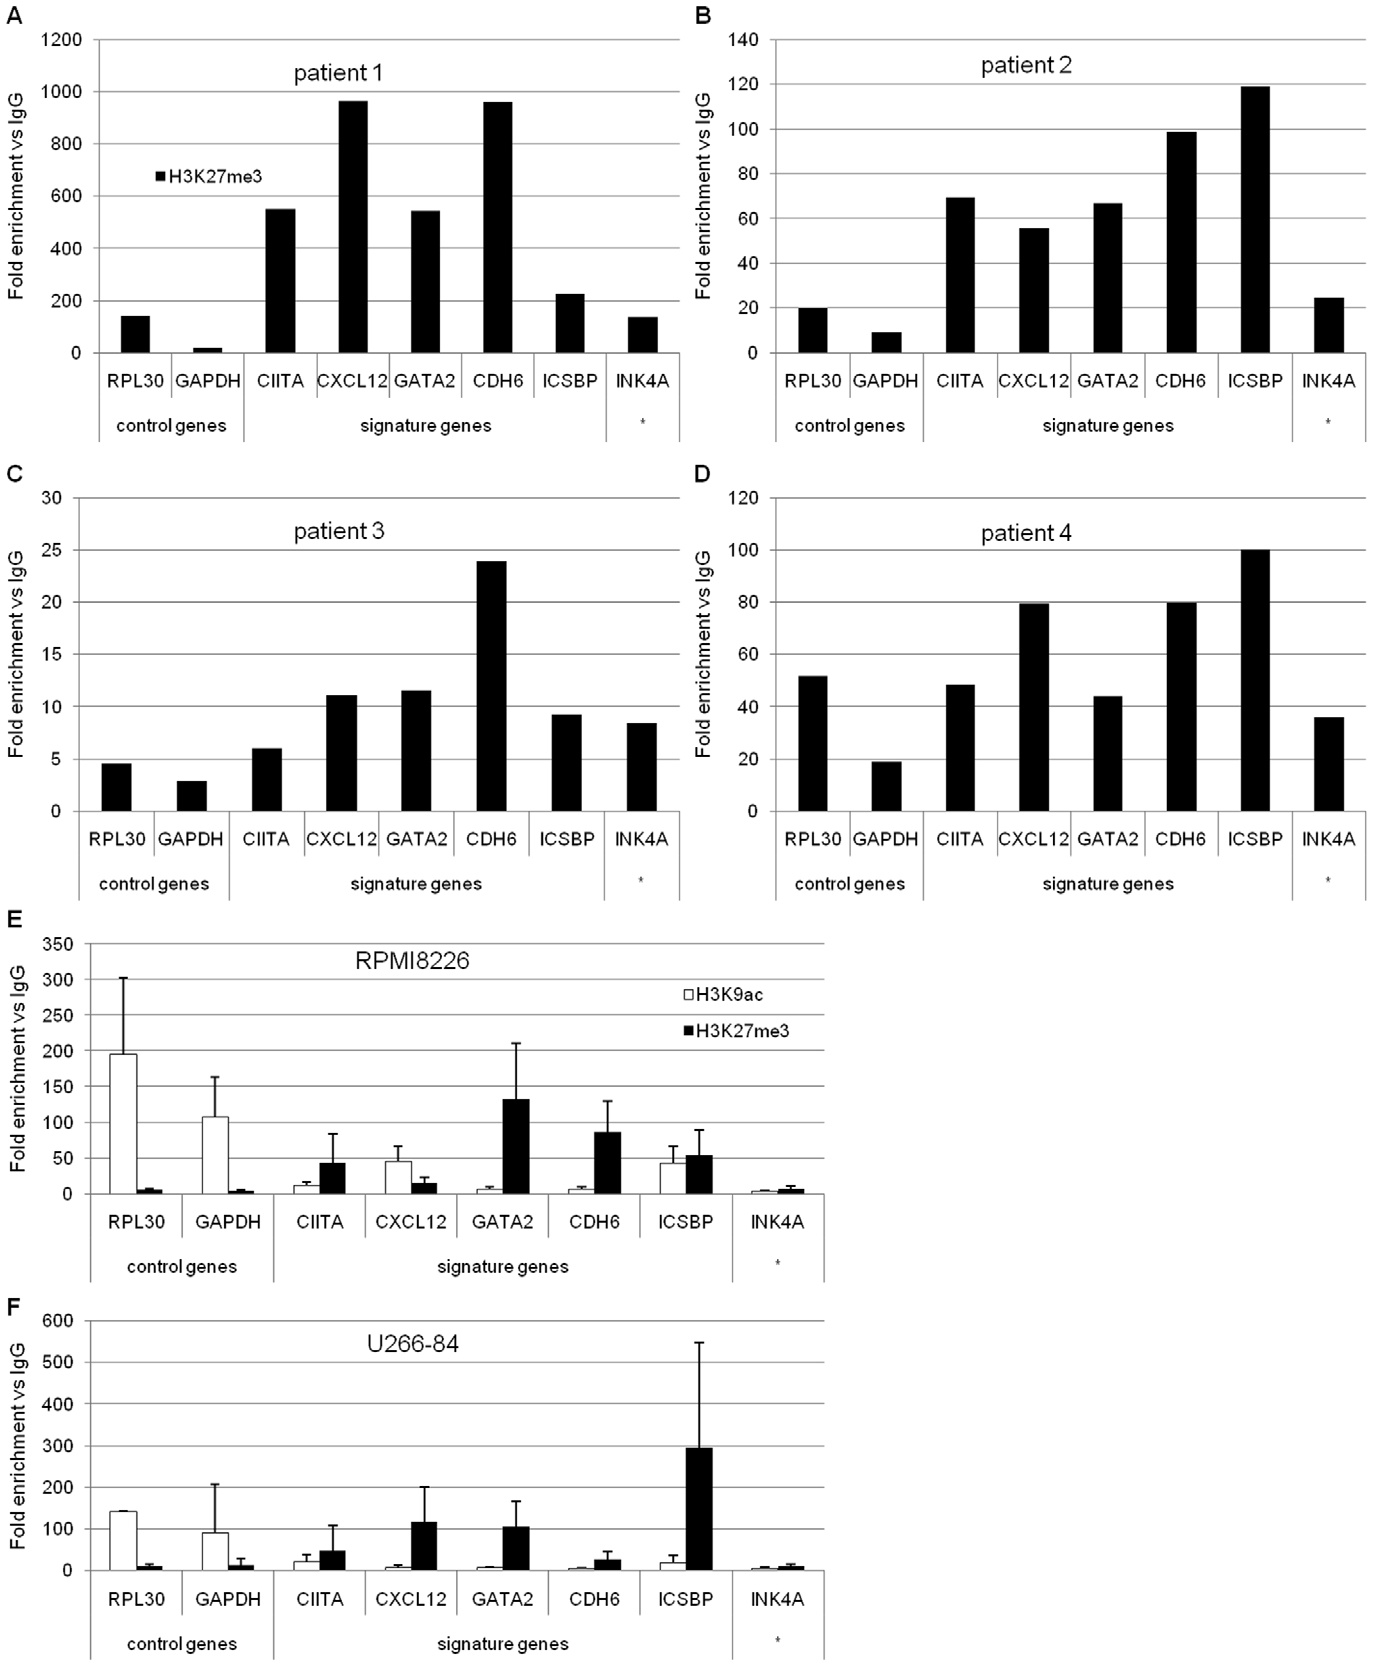 A
Fold enrichment vs IgG
1200
1000
800
600
400
200
0
patient 1
H3K27me3
RPL30 GAPDH CIITA CXCL12 GATA2 CDH6 ICSBP INK4A
control genes signature genes *
B
Fold enrichment vs IgG
140
120
100
80
60
40
20
0
patient 2
RPL30 GAPDH CIITA CXCL12 GATA2 CDH6 ICSBP INK4A
control genes signature genes *
C
Fold enrichment vs IgG
30
25
20
15
10
5
0
patient 3
RPL30 GAPDH CIITA CXCL12 GATA2 CDH6 ICSBP INK4A
control genes signature genes *
D
Fold enrichment vs IgG
120
100
80
60
40
20
0
patient 4
RPL30 GAPDH CIITA CXCL12 GATA2 CDH6 ICSBP INK4A
control genes signature genes *
E
Fold enrichment vs IgG
350
300
250
200
150
100
50
0
RPMI8226
H3K9ac
H3K27me3
RPL30 GAPDH CIITA CXCL12 GATA2 CDH6 ICSBP INK4A
control genes signature genes *
F
Fold enrichment vs IgG
600
500
400
300
200
100
0
U266-84
RPL30 GAPDH CIITA CXCL12 GATA2 CDH6 ICSBP INK4A
control genes signature genes *